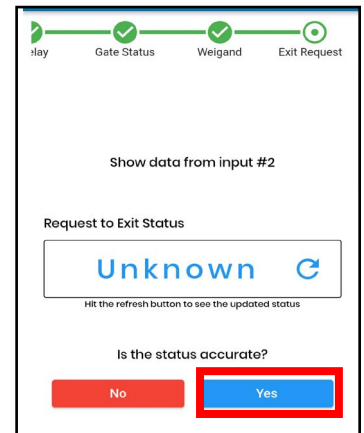 elay Gate Status Weigand Exit Request
Show data from input #2
Request to Exit Status
Unknown
Hit the refresh button to see the updated status
Is the status accurate?
No Yes